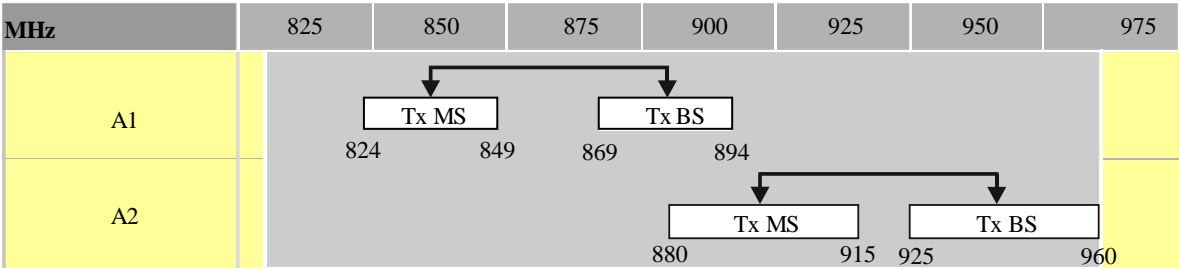 MHz 825 850 875 900 925 950 975
A1 Tx MS Tx BS
824 849 869 894
A2 Tx MS Tx BS
880 915 925 960